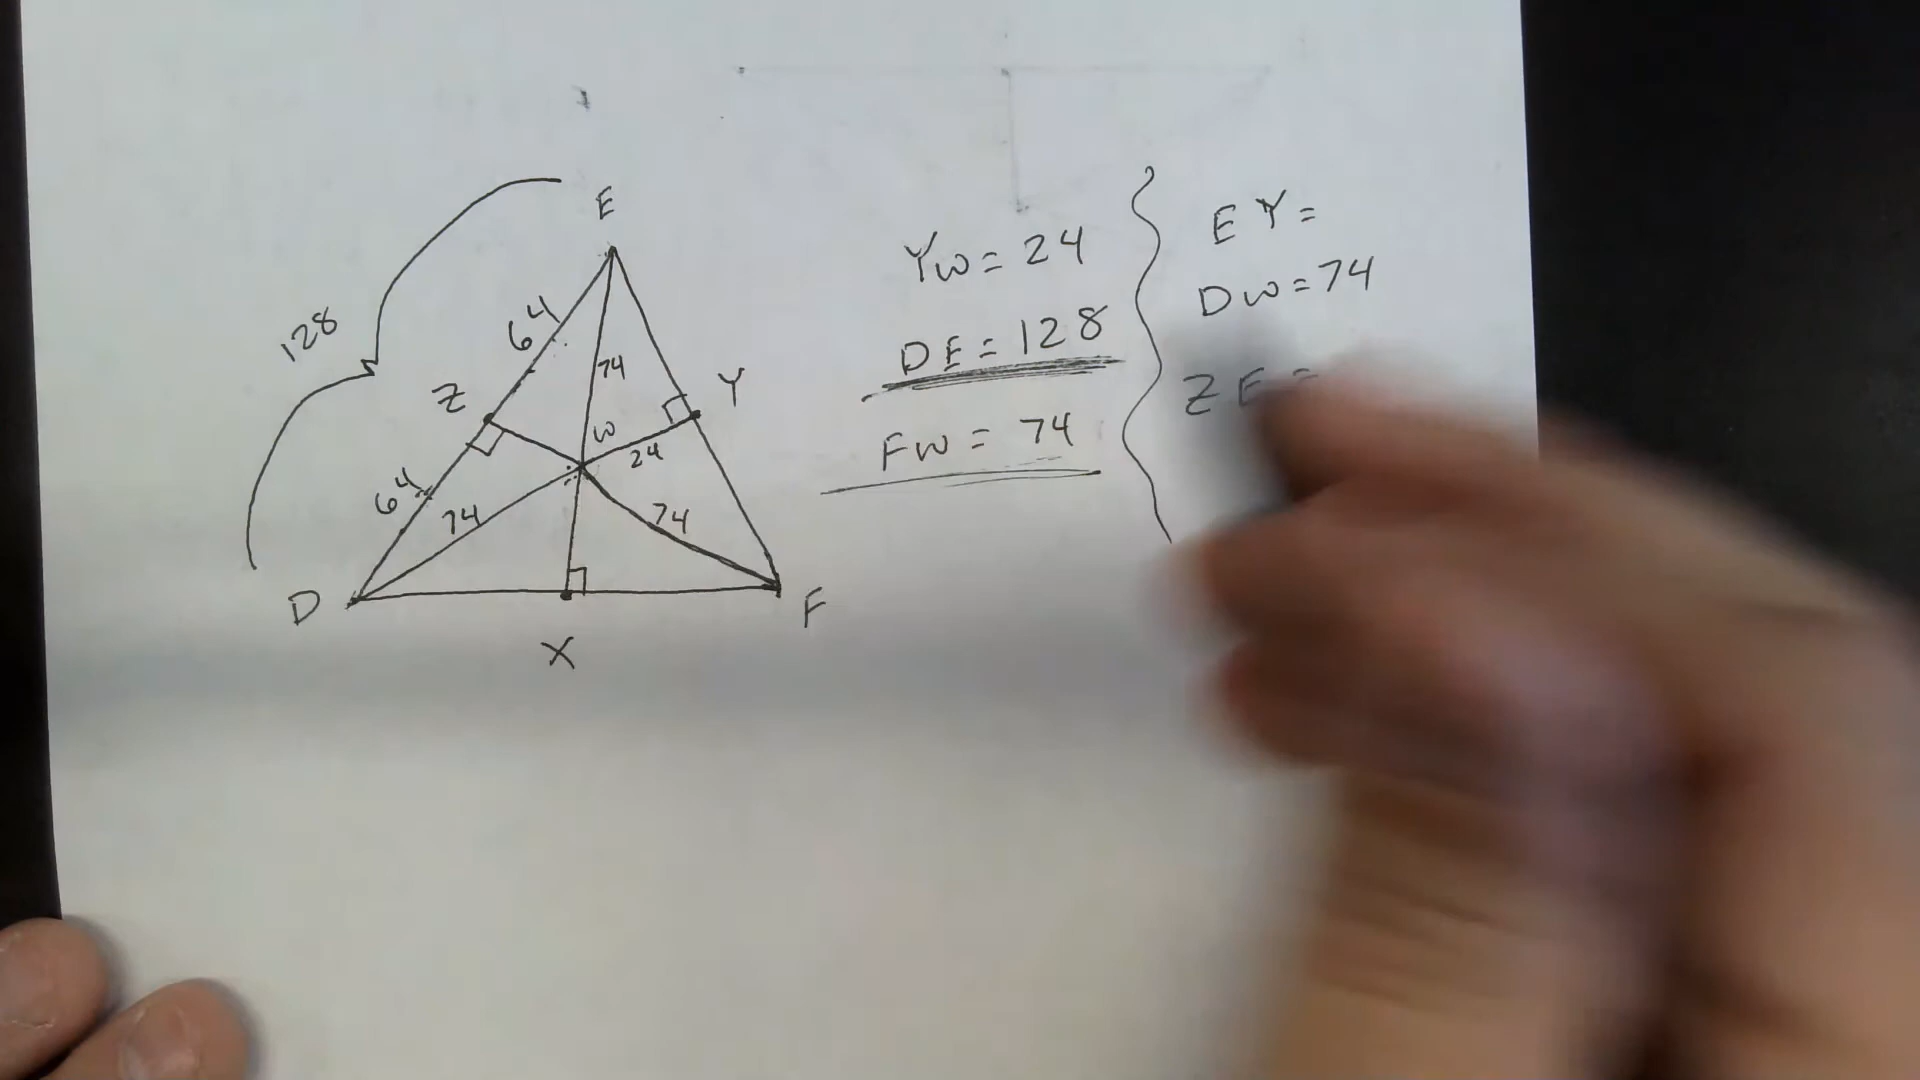 E
128
64
74
Z
Y
W
24
64
74
74
D
F
X
YW = 24
DE = 128
FW = 74
EY =
DW = 74
ZE =